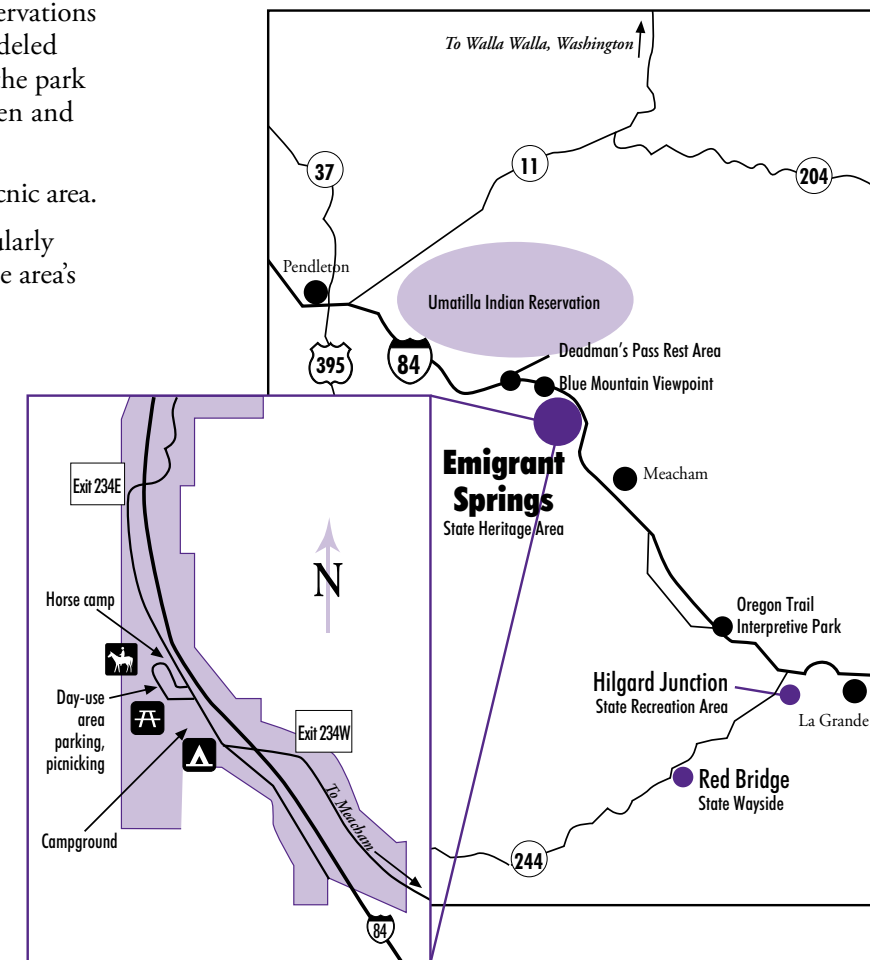 ervations
deled
he park
en and
cnic area.
ularly
e area's
To Walla Walla, Washington
37
11
204
Pendleton
Umatilla Indian Reservation
395
84
Deadman's Pass Rest Area
Blue Mountain Viewpoint
Emigrant
Springs
State Heritage Area
Meacham
Exit 234E
N
Horse camp
Oregon Trail
Interpretive Park
Hilgard Junction
State Recreation Area
La Grande
Day-use
area
parking,
picnicking
Exit 234W
Red Bridge
State Wayside
To Meacham
Campground
244
84